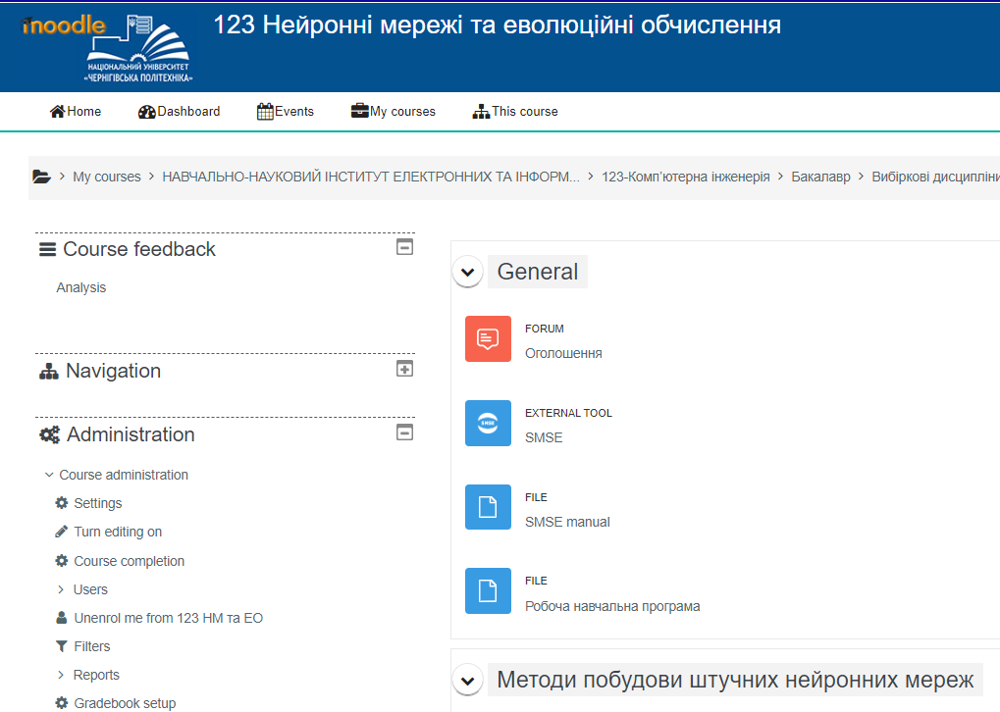 moodle
НАЦІОНАЛЬНИЙ УНІВЕРСИТЕТ
«ЧЕРНІГІВСЬКА ПОЛІТЕХНІКА»
123 Нейронні мережі та еволюційні обчислення
Home Dashboard Events My courses This course
My courses НАВЧАЛЬНО-НАУКОВИЙ ІНСТИТУТ ЕЛЕКТРОННИХ ТА ІНФОРМ... 123-Комп'ютерна інженерія Бакалавр Вибіркові дисципліни
Course feedback
Analysis
Navigation
Administration
Course administration
Settings
Turn editing on
Course completion
Users
Unenrol me from 123 НМ та ЕО
Filters
Reports
Gradebook setup
General
FORUM
Оголошення
EXTERNAL TOOL
SMSE
FILE
SMSE manual
FILE
Робоча навчальна програма
Методи побудови штучних нейронних мереж